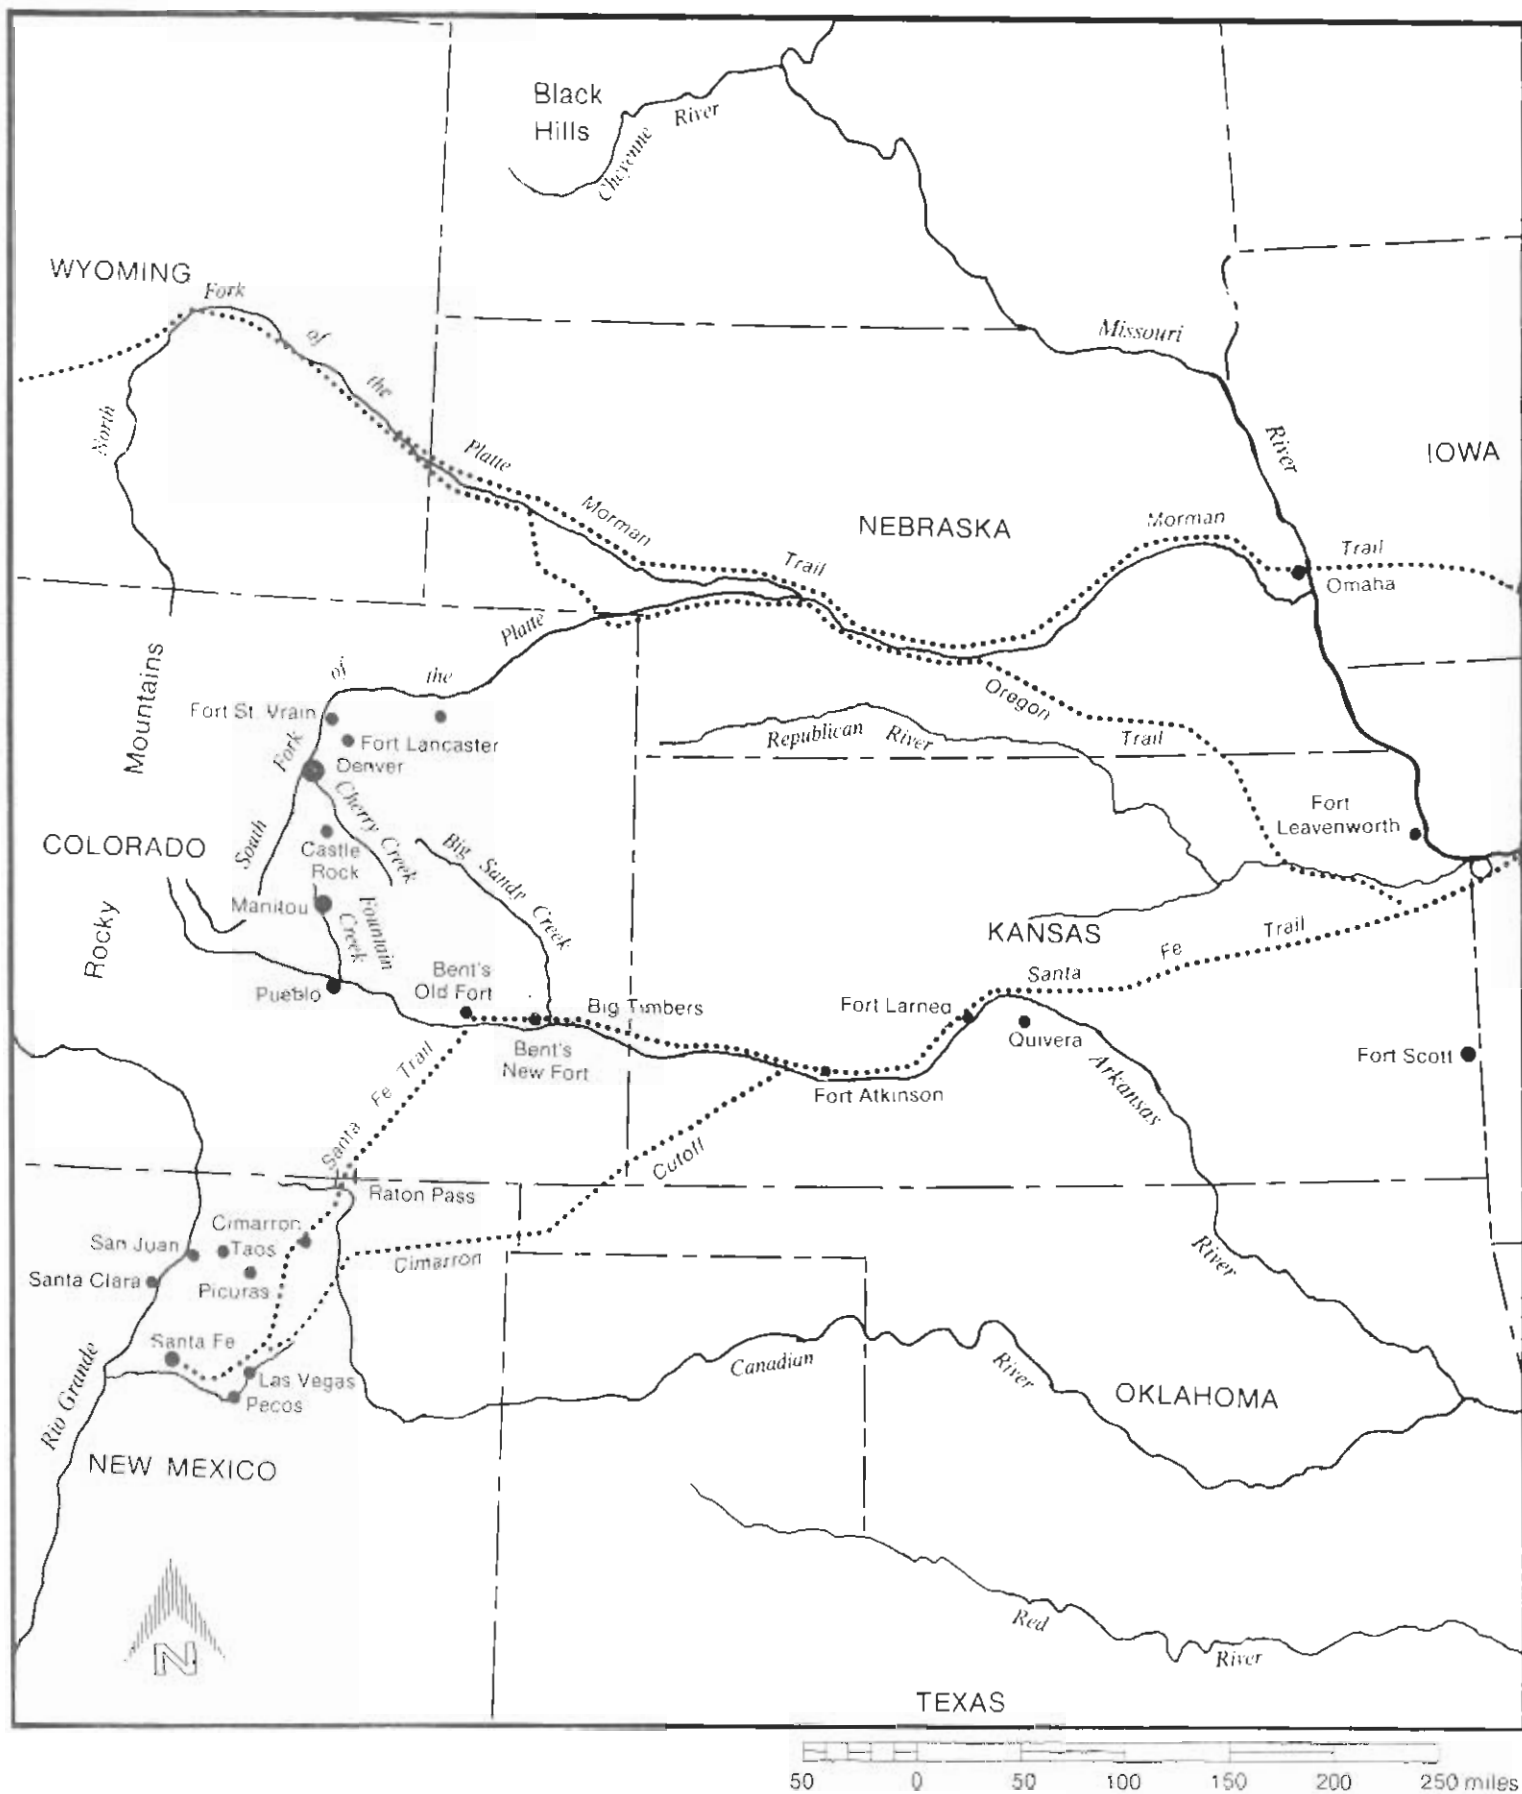 Black
Hills
Cheyenne
River
WYOMING
Fork
of
the
Platte
North
Missouri
River
IOWA
Morman
Trail
NEBRASKA
Morman
Trail
Omaha
Platte
of
the
Mountains
Fort St. Vrain
Fort Lancaster
Fork
Denver
Oregon
Trail
Republican
River
Cherry Creek
Castle
Rock
South
COLORADO
Big Sandy Creek
Fort
Leavenworth
Manitou
Fountain
Creek
Rocky
KANSAS
Santa
Fe
Trail
Pueblo
Bent's
Old Fort
Big Timbers
Bent's
New Fort
Fort Larned
Quivera
Fort Scott
Fort Atkinson
Arkansas
River
Santa
Fe Trail
Cutoff
Raton Pass
Cimarron
Cimarron
San Juan
Taos
Santa Clara
Picuras
Santa Fe
Las Vegas
Pecos
Rio Grande
NEW MEXICO
Canadian
River
OKLAHOMA
Red
River
N
TEXAS
50 0 50 100 150 200 250 miles